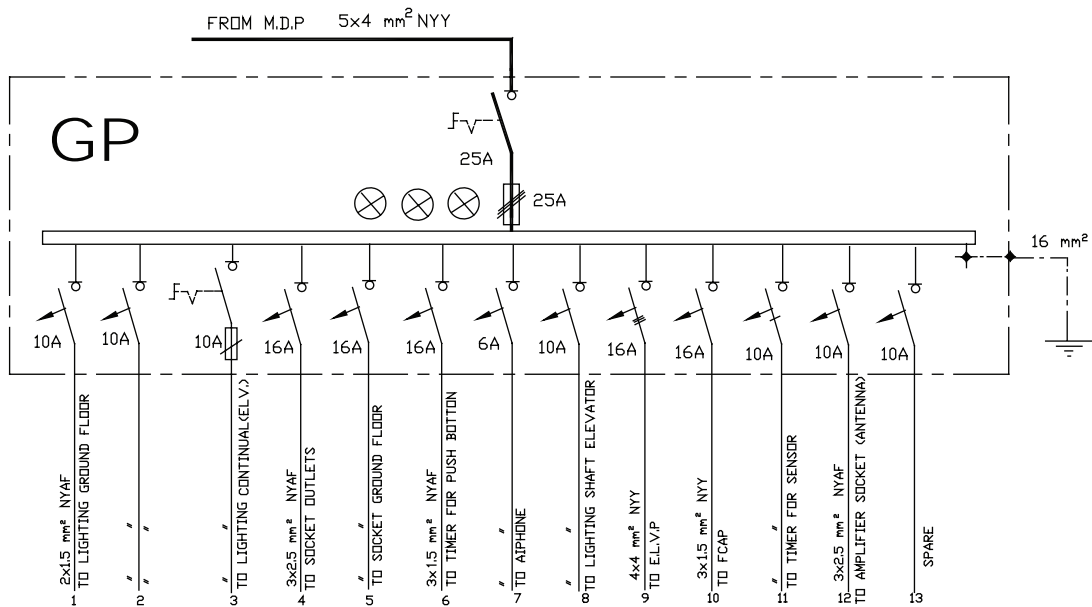 FROM M.D.P 5x4 mm² NYY
GP
25A
25A
16 mm²
10A
10A
10A
16A
16A
16A
6A
10A
16A
16A
10A
10A
10A
2x1.5 mm² NYAF
TO LIGHTING GROUND FLOOR
1
" "
" "
2
"
" TO LIGHTING CONTINUAL(ELV.)
3
3x2.5 mm² NYAF
TO SOCKET OUTLETS
4
"
" TO SOCKET GROUND FLOOR
5
3x1.5 mm² NYAF
TO TIMER FOR PUSH BOTTON
6
"
" TO AIPHONE
7
"
" TO LIGHTING SHAFT ELEVATOR
8
4x4 mm² NYY
TO E.L.V.P
9
3x1.5 mm² NYY
TO FCAP
10
"
" TO TIMER FOR SENSOR
11
3x2.5 mm² NYAF
TO AMPLIFIER SOCKET (ANTENNA)
12
SPARE
13